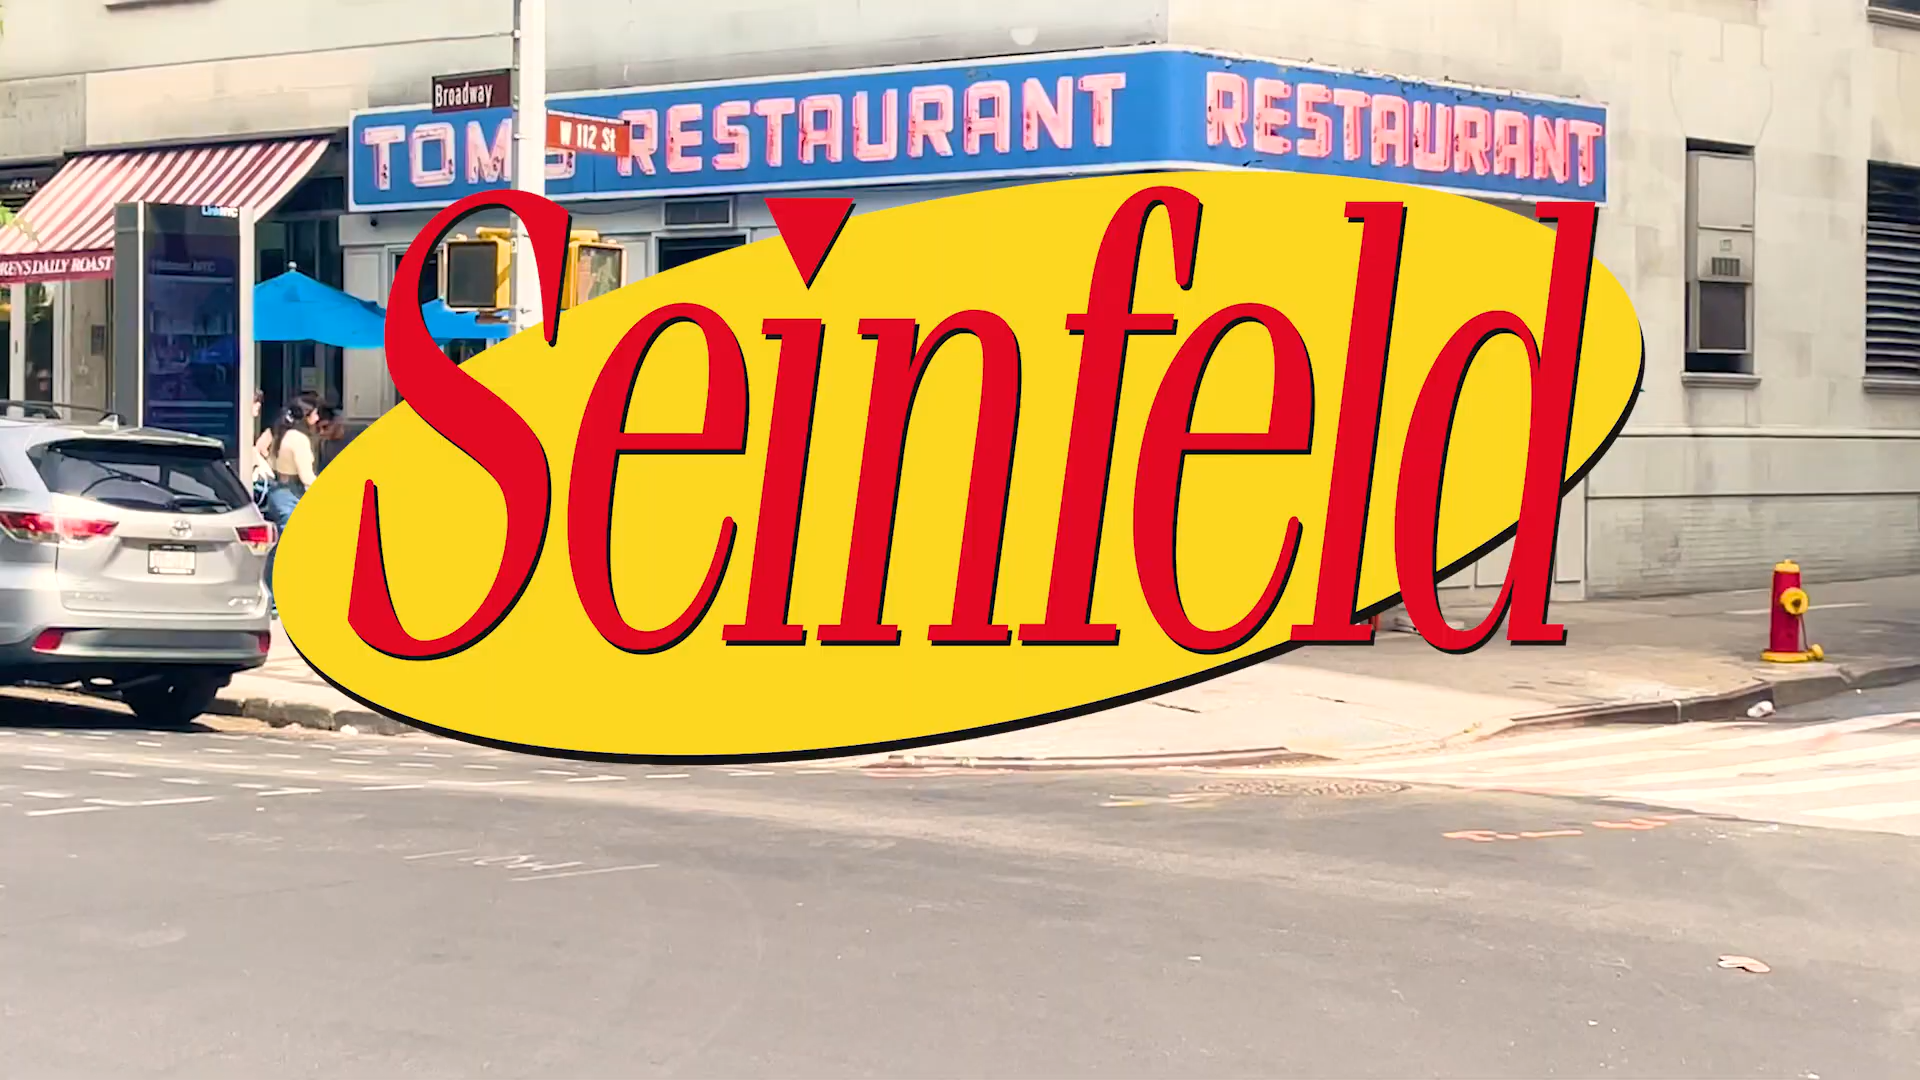 Broadway
TOM'S RESTAURANT RESTAURANT
W 112 St
REN'S DAILY ROAST
Seinfeld